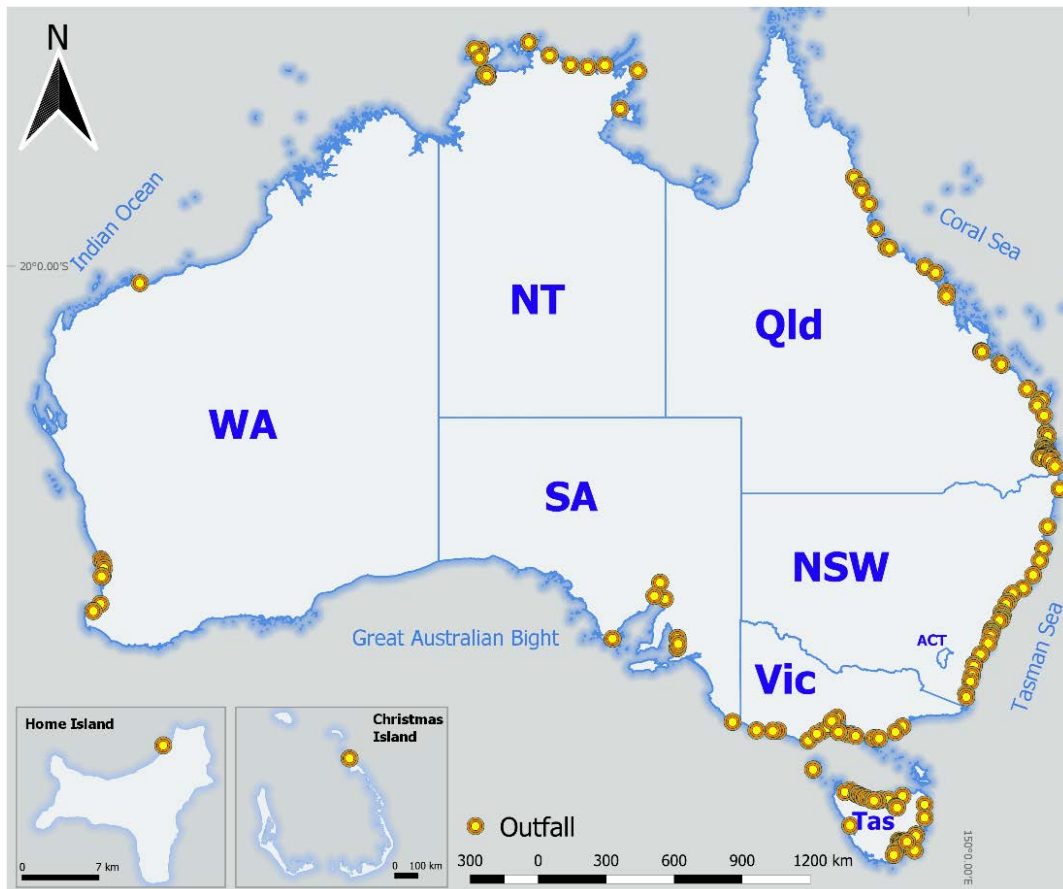 N
Indian Ocean
Coral Sea
20°0.00'S
NT
Qld
WA
SA
NSW
ACT
Great Australian Bight
Tasman Sea
Vic
Home Island
Christmas
Island
Tas
Outfall
0 7 km
0 100 km
300 0 300 600 900 1200 km
150°0.00'E